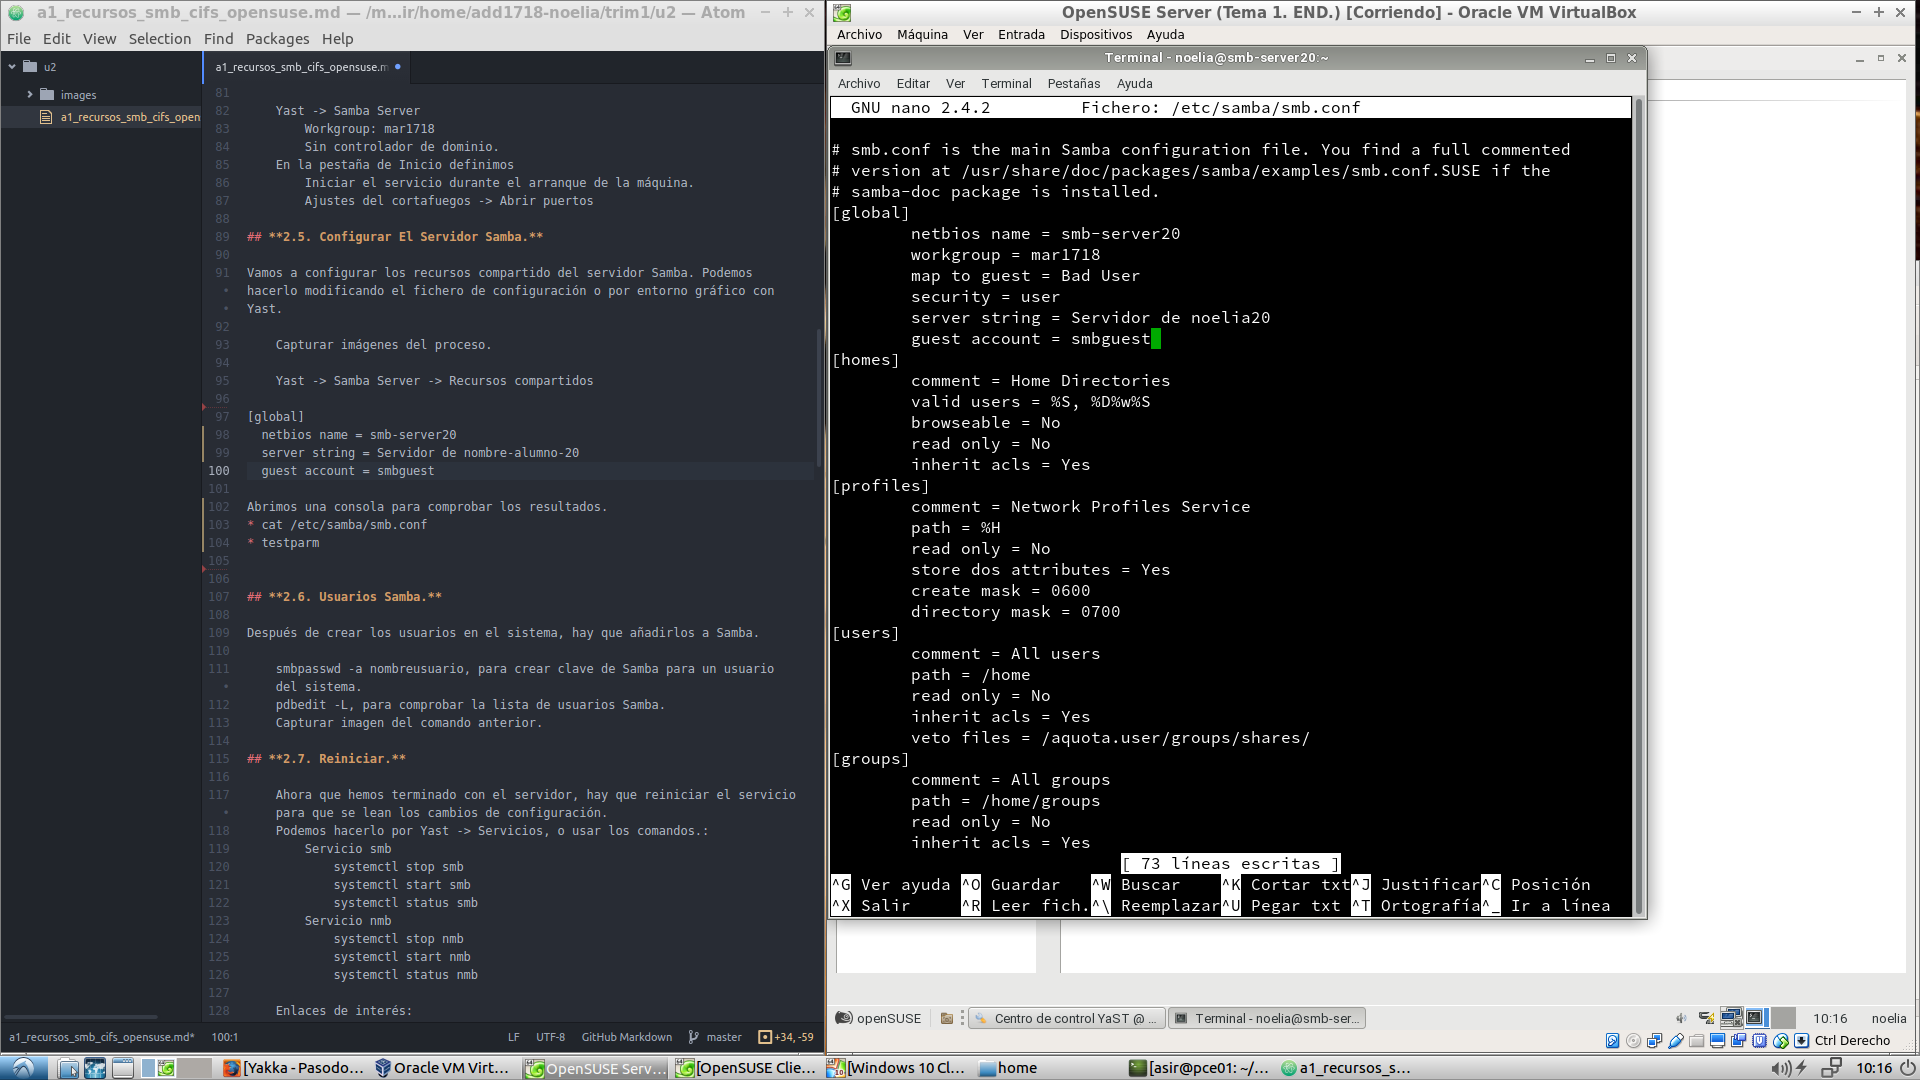 a1_recursos_smb_cifs_opensuse.md — /m...ir/home/add1718-noelia/trim1/u2 — Atom
File Edit View Selection Find Packages Help
u2
images
a1_recursos_smb_cifs_open
a1_recursos_smb_cifs_opensuse.m
81
82 Yast -> Samba Server
83 Workgroup: mar1718
84 Sin controlador de dominio.
85 En la pestaña de Inicio definimos
86 Iniciar el servicio durante el arranque de la máquina.
87 Ajustes del cortafuegos -> Abrir puertos
88
89 ## **2.5. Configurar El Servidor Samba.**
90
91 Vamos a configurar los recursos compartido del servidor Samba. Podemos
• hacerlo modificando el fichero de configuración o por entorno gráfico con
• Yast.
92
93 Capturar imágenes del proceso.
94
95 Yast -> Samba Server -> Recursos compartidos
96
97 [global]
98 netbios name = smb-server20
99 server string = Servidor de nombre-alumno-20
100 guest account = smbguest
101
102 Abrimos una consola para comprobar los resultados.
103 * cat /etc/samba/smb.conf
104 * testparm
105
106
107 ## **2.6. Usuarios Samba.**
108
109 Después de crear los usuarios en el sistema, hay que añadirlos a Samba.
110
111 smbpasswd -a nombreusuario, para crear clave de Samba para un usuario
• del sistema.
112 pdbedit -L, para comprobar la lista de usuarios Samba.
113 Capturar imagen del comando anterior.
114
115 ## **2.7. Reiniciar.**
116
117 Ahora que hemos terminado con el servidor, hay que reiniciar el servicio
• para que se lean los cambios de configuración.
118 Podemos hacerlo por Yast -> Servicios, o usar los comandos.:
119 Servicio smb
120 systemctl stop smb
121 systemctl start smb
122 systemctl status smb
123 Servicio nmb
124 systemctl stop nmb
125 systemctl start nmb
126 systemctl status nmb
127
128 Enlaces de interés:
a1_recursos_smb_cifs_opensuse.md* 100:1 LF UTF-8 GitHub Markdown master +34, -59
OpenSUSE Server (Tema 1. END.) [Corriendo] - Oracle VM VirtualBox
Archivo Máquina Ver Entrada Dispositivos Ayuda
Terminal - noelia@smb-server20:~
Archivo Editar Ver Terminal Pestañas Ayuda
GNU nano 2.4.2 Fichero: /etc/samba/smb.conf
# smb.conf is the main Samba configuration file. You find a full commented
# version at /usr/share/doc/packages/samba/examples/smb.conf.SUSE if the
# samba-doc package is installed.
[global]
netbios name = smb-server20
workgroup = mar1718
map to guest = Bad User
security = user
server string = Servidor de noelia20
guest account = smbguest
[homes]
comment = Home Directories
valid users = %S, %D%w%S
browseable = No
read only = No
inherit acls = Yes
[profiles]
comment = Network Profiles Service
path = %H
read only = No
store dos attributes = Yes
create mask = 0600
directory mask = 0700
[users]
comment = All users
path = /home
read only = No
inherit acls = Yes
veto files = /aquota.user/groups/shares/
[groups]
comment = All groups
path = /home/groups
read only = No
inherit acls = Yes
[ 73 líneas escritas ]
^G Ver ayuda ^O Guardar ^W Buscar ^K Cortar txt ^J Justificar ^C Posición
^X Salir ^R Leer fich. ^\ Reemplazar ^U Pegar txt ^T Ortografía ^_ Ir a línea
openSUSE Centro de control YaST @ ... Terminal - noelia@smb-ser... 10:16 noelia
Ctrl Derecho
[Yakka - Pasodo... Oracle VM Virt... OpenSUSE Serv... [OpenSUSE Clie... [Windows 10 Cl... home [asir@pce01: ~/... a1_recursos_s... 10:16